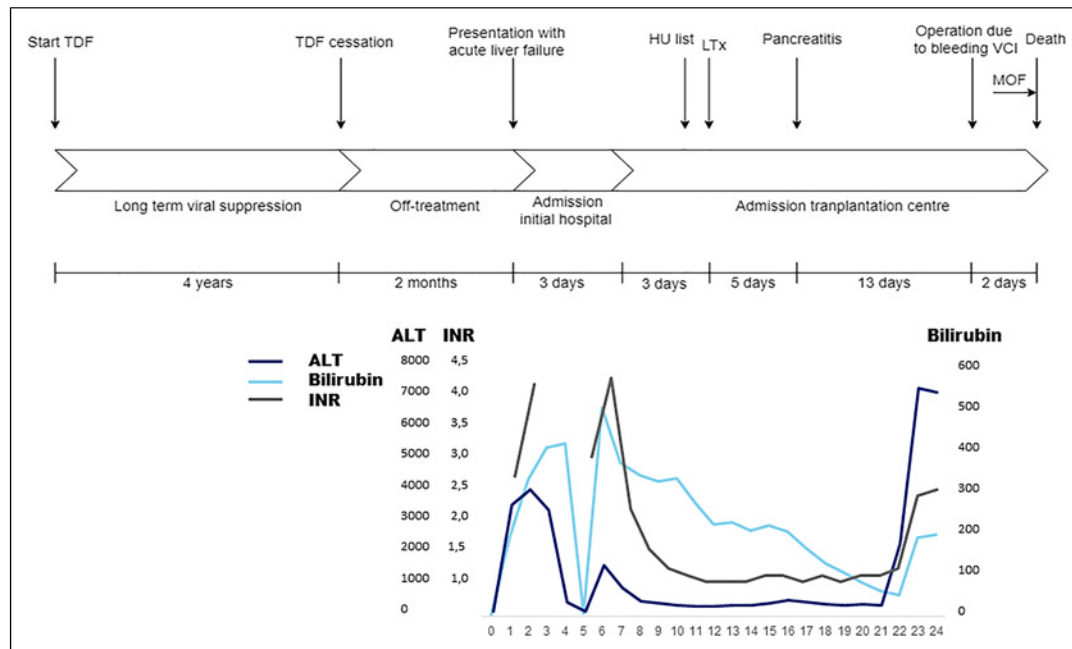 Start TDF
TDF cessation
Presentation with
acute liver failure
HU list
LTx
Pancreatitis
Operation due
to bleeding VCI
Death
MOF
Long term viral suppression
Off-treatment
Admission
initial hospital
Admission tranplantation centre
4 years
2 months
3 days
3 days
5 days
13 days
2 days
ALT INR
Bilirubin
ALT
Bilirubin
INR
8000 4,5
7000 4,0
6000 3,5
5000 3,0
4000 2,5
3000 2,0
2000 1,5
1000 1,0
0
600
500
400
300
200
100
0
0 1 2 3 4 5 6 7 8 9 10 11 12 13 14 15 16 17 18 19 20 21 22 23 24